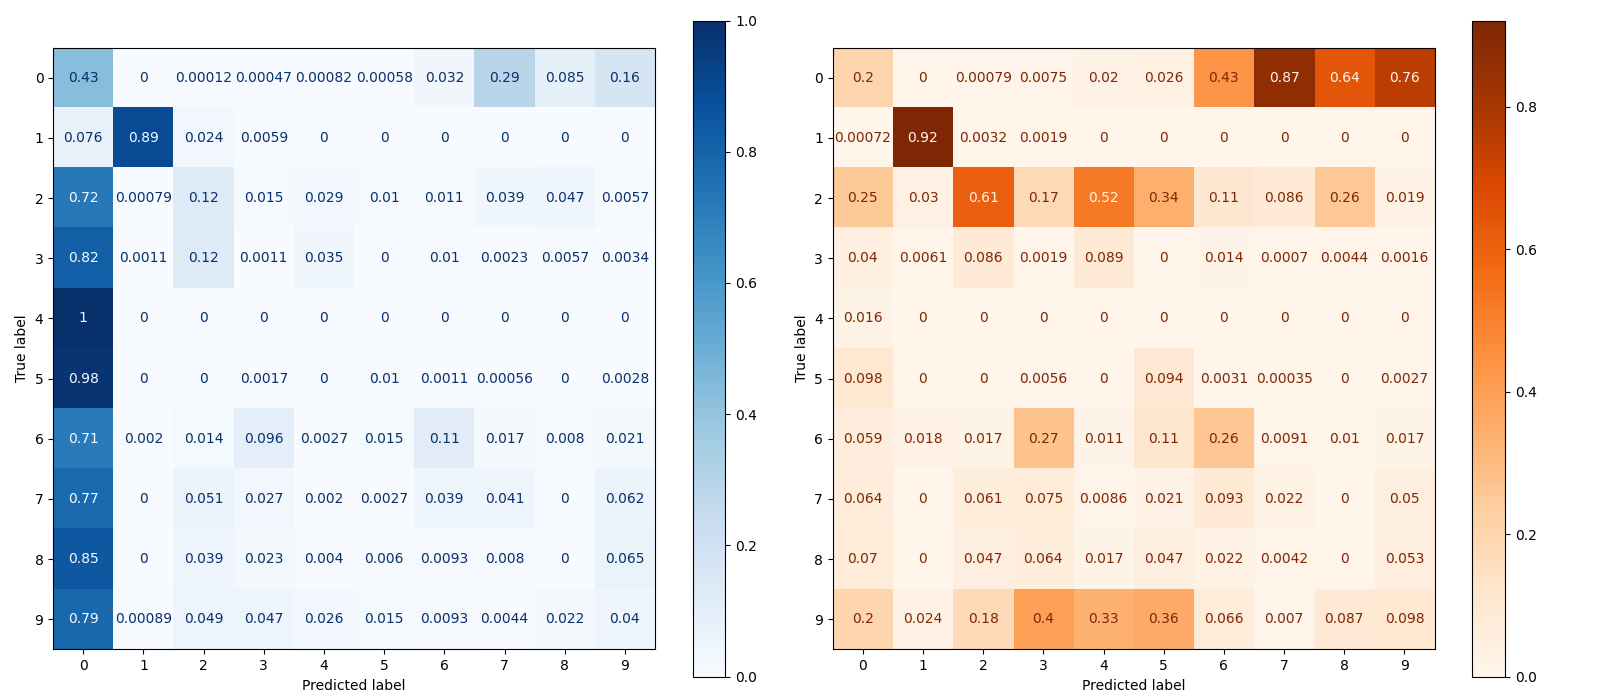 1.0
0 0.43 0 0.00012 0.00047 0.00082 0.00058 0.032 0.29 0.085 0.16
1 0.076 0.89 0.024 0.0059 0 0 0 0 0 0
0.8
2 0.72 0.00079 0.12 0.015 0.029 0.01 0.011 0.039 0.047 0.0057
3 0.82 0.0011 0.12 0.0011 0.035 0 0.01 0.0023 0.0057 0.0034
0.6
4 1 0 0 0 0 0 0 0 0 0
True label
5 0.98 0 0 0.0017 0 0.01 0.0011 0.00056 0 0.0028
0.4
6 0.71 0.002 0.014 0.096 0.0027 0.015 0.11 0.017 0.008 0.021
7 0.77 0 0.051 0.027 0.002 0.0027 0.039 0.041 0 0.062
0.2
8 0.85 0 0.039 0.023 0.004 0.006 0.0093 0.008 0 0.065
9 0.79 0.00089 0.049 0.047 0.026 0.015 0.0093 0.0044 0.022 0.04
0 1 2 3 4 5 6 7 8 9
0.0
Predicted label
0 0.2 0 0.00079 0.0075 0.02 0.026 0.43 0.87 0.64 0.76
0.8
1 0.00072 0.92 0.0032 0.0019 0 0 0 0 0 0
2 0.25 0.03 0.61 0.17 0.52 0.34 0.11 0.086 0.26 0.019
0.6
3 0.04 0.0061 0.086 0.0019 0.089 0 0.014 0.0007 0.0044 0.0016
4 0.016 0 0 0 0 0 0 0 0 0
True label
5 0.098 0 0 0.0056 0 0.094 0.0031 0.00035 0 0.0027
0.4
6 0.059 0.018 0.017 0.27 0.011 0.11 0.26 0.0091 0.01 0.017
7 0.064 0 0.061 0.075 0.0086 0.021 0.093 0.022 0 0.05
0.2
8 0.07 0 0.047 0.064 0.017 0.047 0.022 0.0042 0 0.053
9 0.2 0.024 0.18 0.4 0.33 0.36 0.066 0.007 0.087 0.098
0 1 2 3 4 5 6 7 8 9
0.0
Predicted label